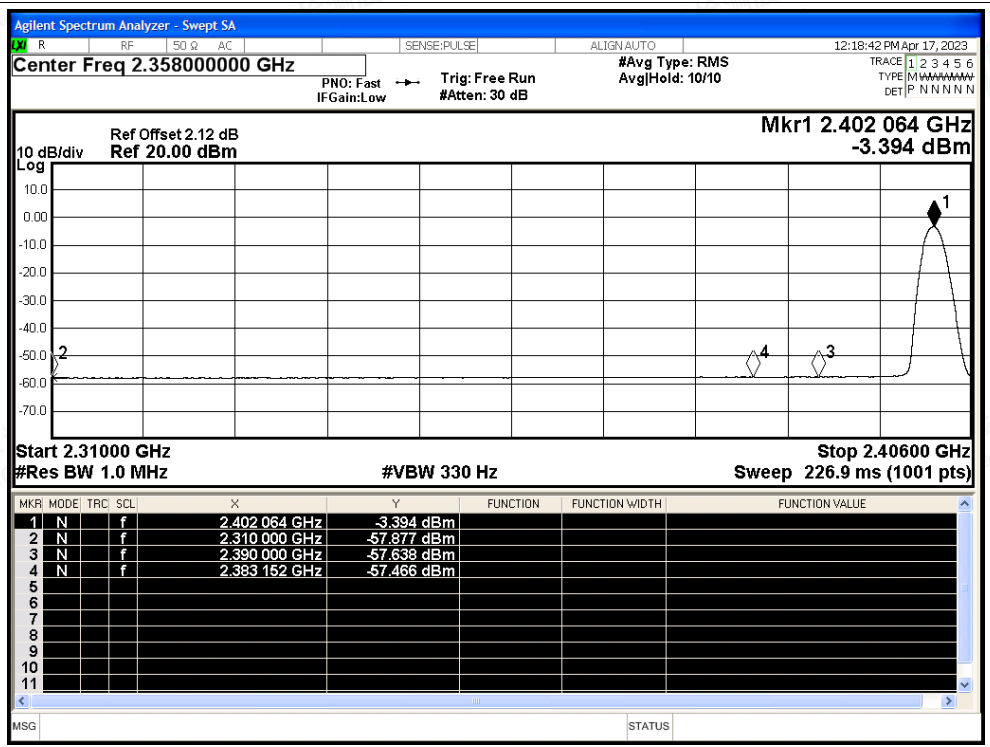 Agilent Spectrum Analyzer - Swept SA
LXI R RF 50 Ω AC SENSE:PULSE ALIGN AUTO 12:18:42 PM Apr 17, 2023
Center Freq 2.358000000 GHz #Avg Type: RMS TRACE 1 2 3 4 5 6
PNO: Fast Trig: Free Run Avg|Hold: 10/10 TYPE M W W W W W
IFGain:Low #Atten: 30 dB DET P N N N N N
Mkr1 2.402 064 GHz
Ref Offset 2.12 dB
10 dB/div Ref 20.00 dBm -3.394 dBm
Log
10.0
1
0.00
-10.0
-20.0
-30.0
-40.0
-50.0 2 4 3
-60.0
-70.0
Start 2.31000 GHz Stop 2.40600 GHz
#Res BW 1.0 MHz #VBW 330 Hz Sweep 226.9 ms (1001 pts)
MKR MODE TRC SCL X Y FUNCTION FUNCTION WIDTH FUNCTION VALUE
1 N f 2.402 064 GHz -3.394 dBm
2 N f 2.310 000 GHz -57.877 dBm
3 N f 2.390 000 GHz -57.638 dBm
4 N f 2.383 152 GHz -57.466 dBm
5
6
7
8
9
10
11
MSG STATUS